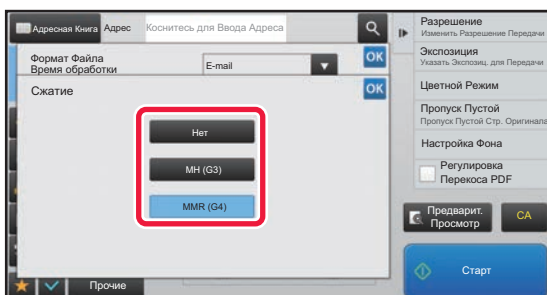 Адресная Книга
Адрес
Коснитесь для Ввода Адреса
Формат Файла
Время обработки
E-mail
OK
Сжатие
OK
Нет
MH (G3)
MMR (G4)
Прочие
Разрешение
Изменить Разрешение Передачи
Экспозиция
Указать Экспозиц. для Передачи
Цветной Режим
Пропуск Пустой
Пропуск Пустой Стр. Оригинала
Настройка Фона
Регулировка
Перекоса PDF
Предварит.
Просмотр
CA
Старт